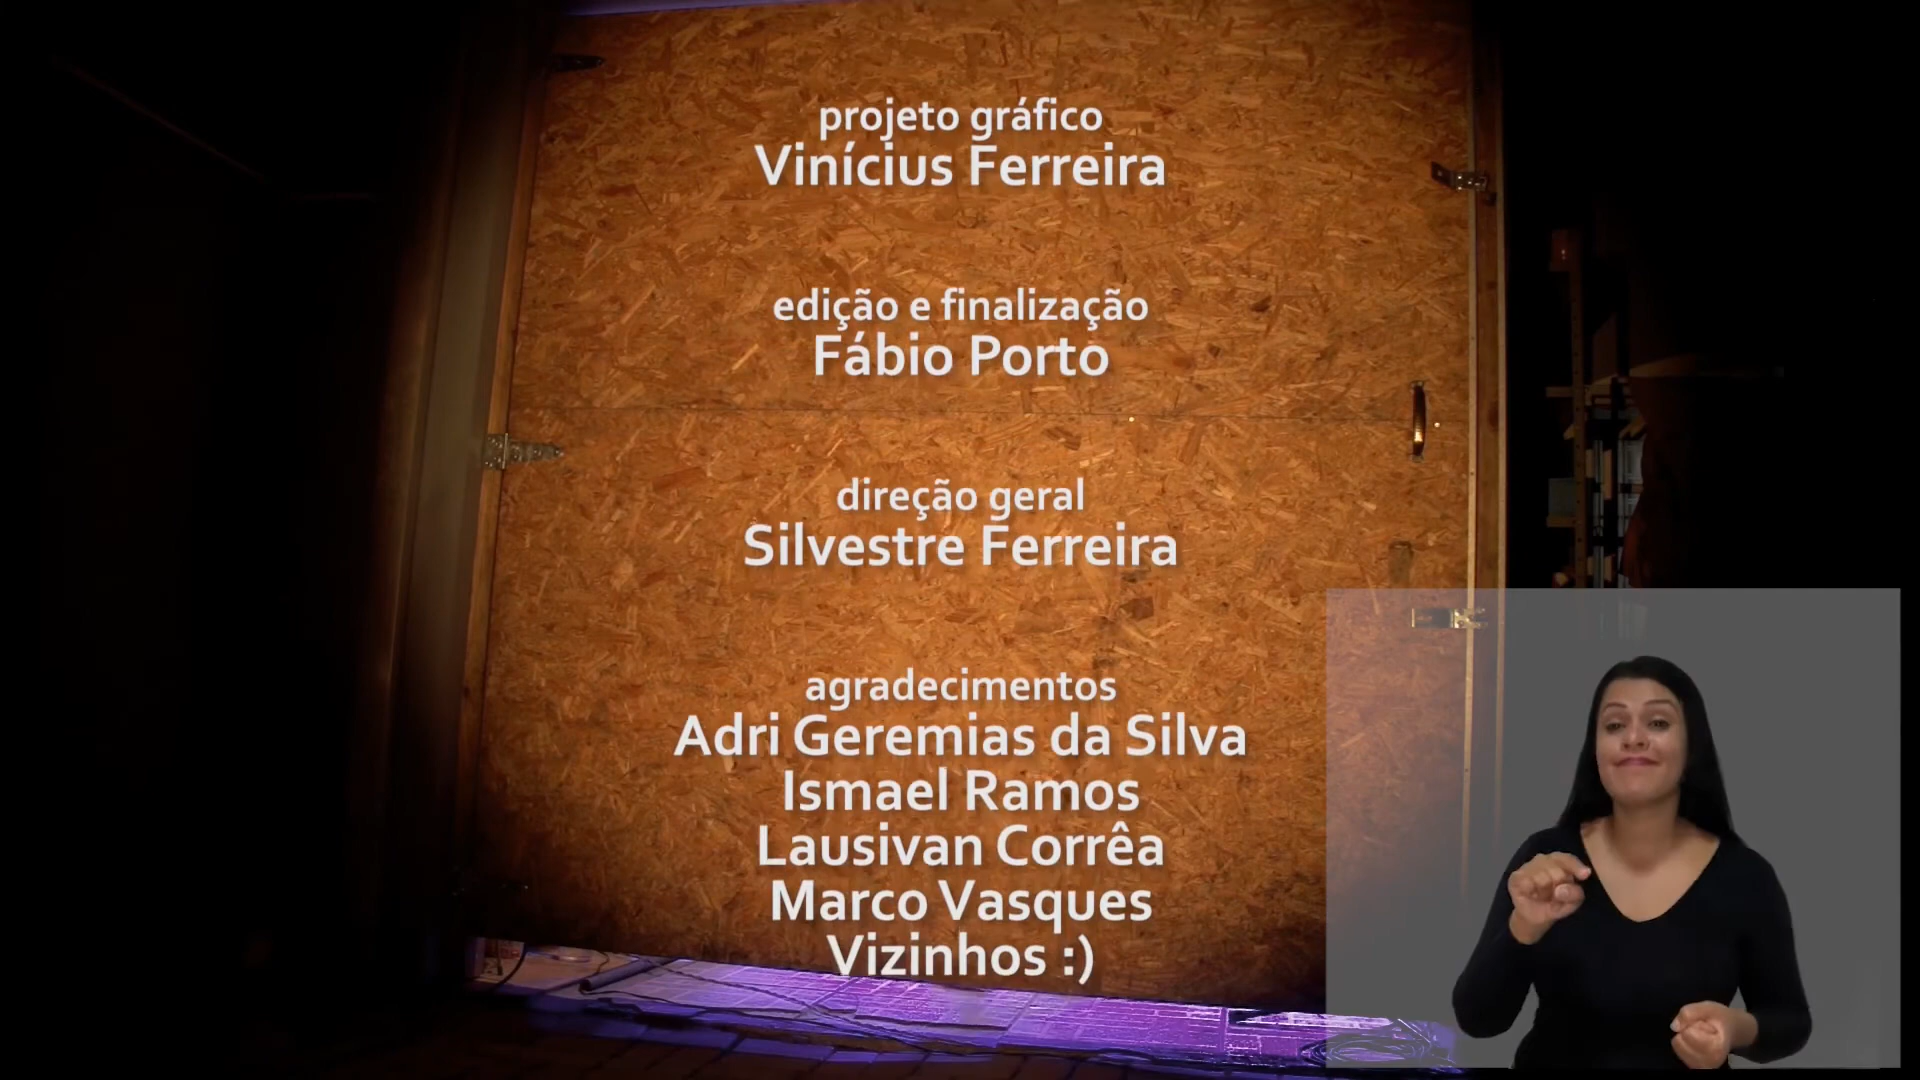 projeto gráfico
Vinícius Ferreira
edição e finalização
Fábio Porto
direção geral
Silvestre Ferreira
agradecimentos
Adri Geremias da Silva
Ismael Ramos
Lausivan Corrêa
Marco Vasques
Vizinhos :)